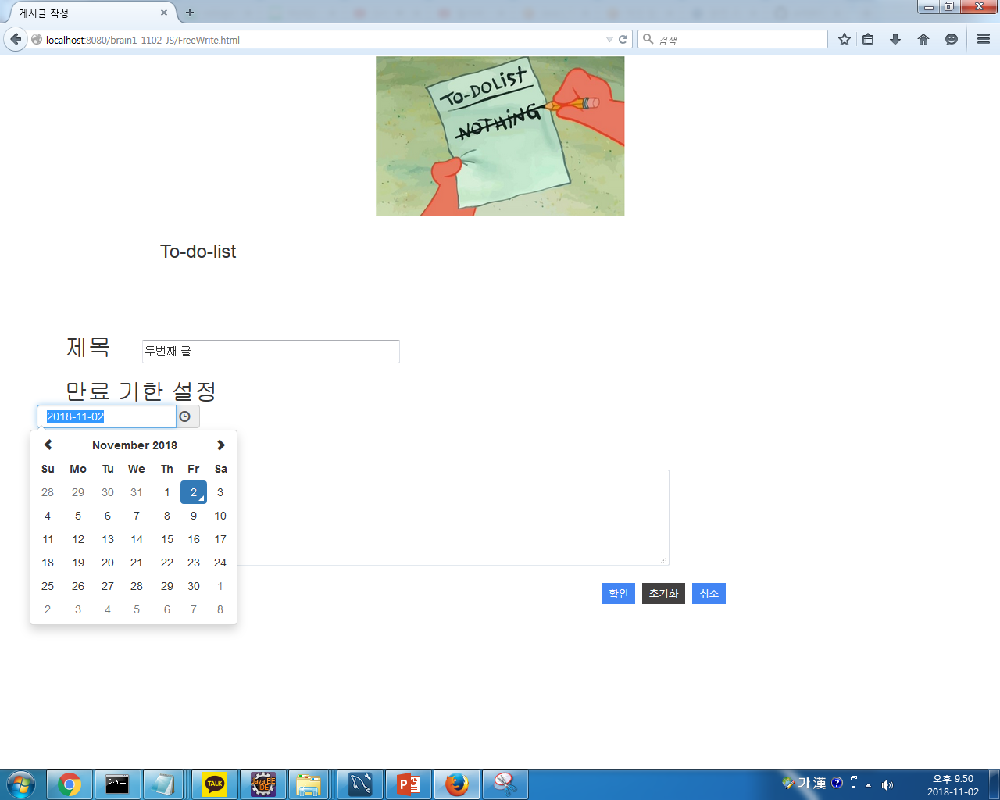 게시글 작성
localhost:8080/brain1_1102_JS/FreeWrite.html
검색
TO-DO LiST
NOTHiNG
To-do-list
제목
두번째 글
만료 기한 설정
2018-11-02
November 2018
Su Mo Tu We Th Fr Sa
28 29 30 31 1 2 3
4 5 6 7 8 9 10
11 12 13 14 15 16 17
18 19 20 21 22 23 24
25 26 27 28 29 30 1
2 3 4 5 6 7 8
확인 초기화 취소
C:\_
TALK
Java EE
IDE
P
가 漢
?
오후 9:50
2018-11-02